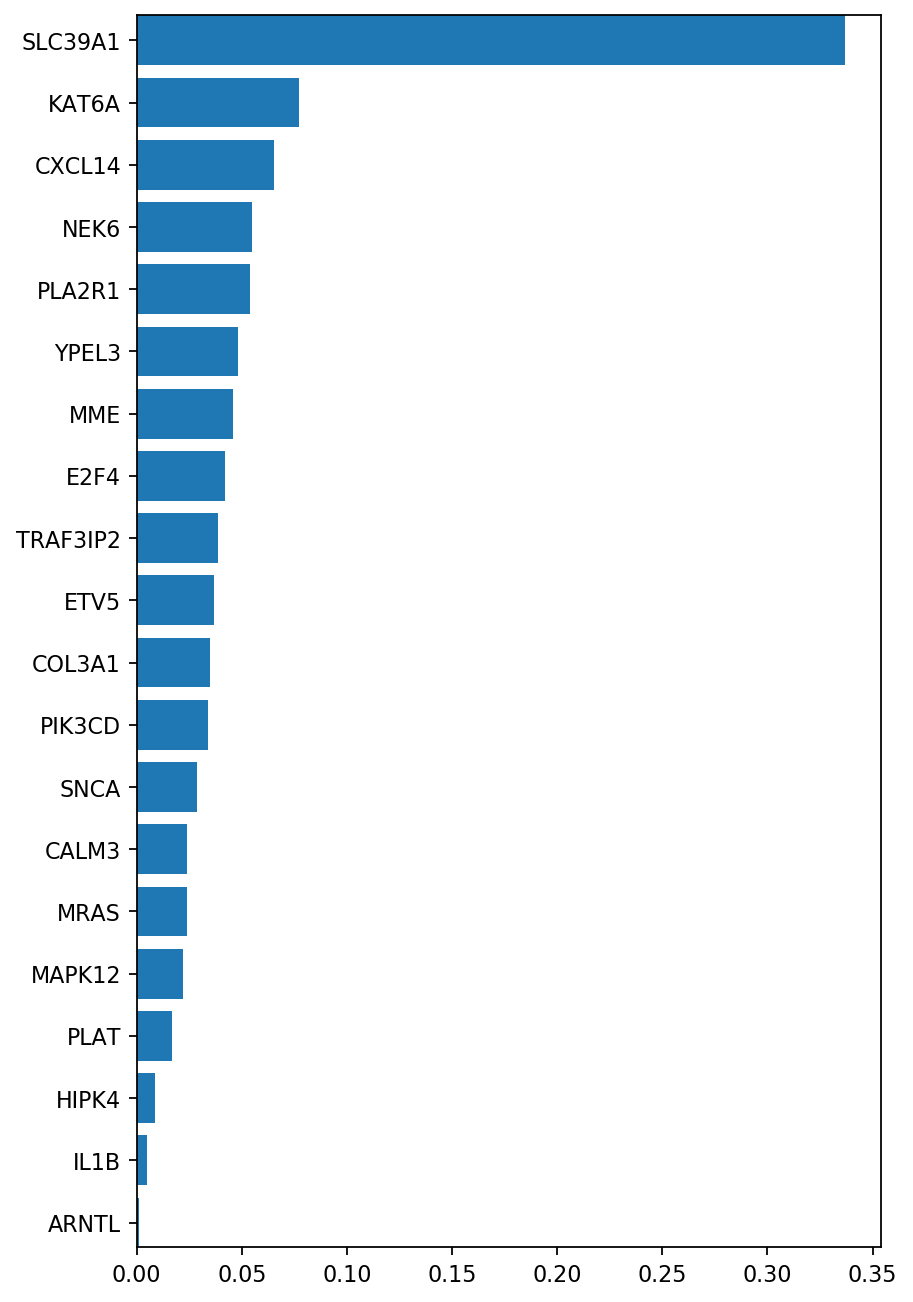 SLC39A1
KAT6A
CXCL14
NEK6
PLA2R1
YPEL3
MME
E2F4
TRAF3IP2
ETV5
COL3A1
PIK3CD
SNCA
CALM3
MRAS
MAPK12
PLAT
HIPK4
IL1B
ARNTL
0.00 0.05 0.10 0.15 0.20 0.25 0.30 0.35